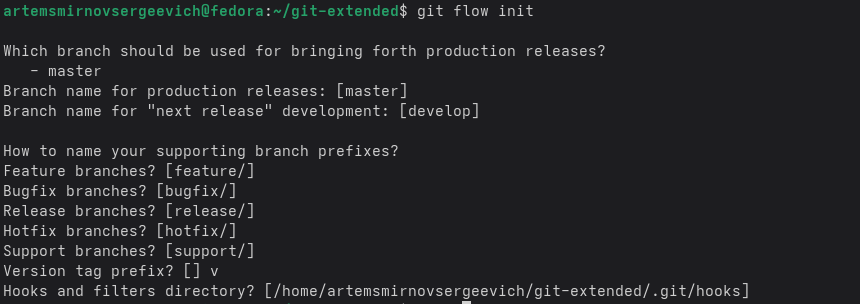 artemsmirnovsergeevich@fedora:~/git-extended$ git flow init
Which branch should be used for bringing forth production releases?
   - master
Branch name for production releases: [master]
Branch name for "next release" development: [develop]
How to name your supporting branch prefixes?
Feature branches? [feature/]
Bugfix branches? [bugfix/]
Release branches? [release/]
Hotfix branches? [hotfix/]
Support branches? [support/]
Version tag prefix? [] v
Hooks and filters directory? [/home/artemsmirnovsergeevich/git-extended/.git/hooks]